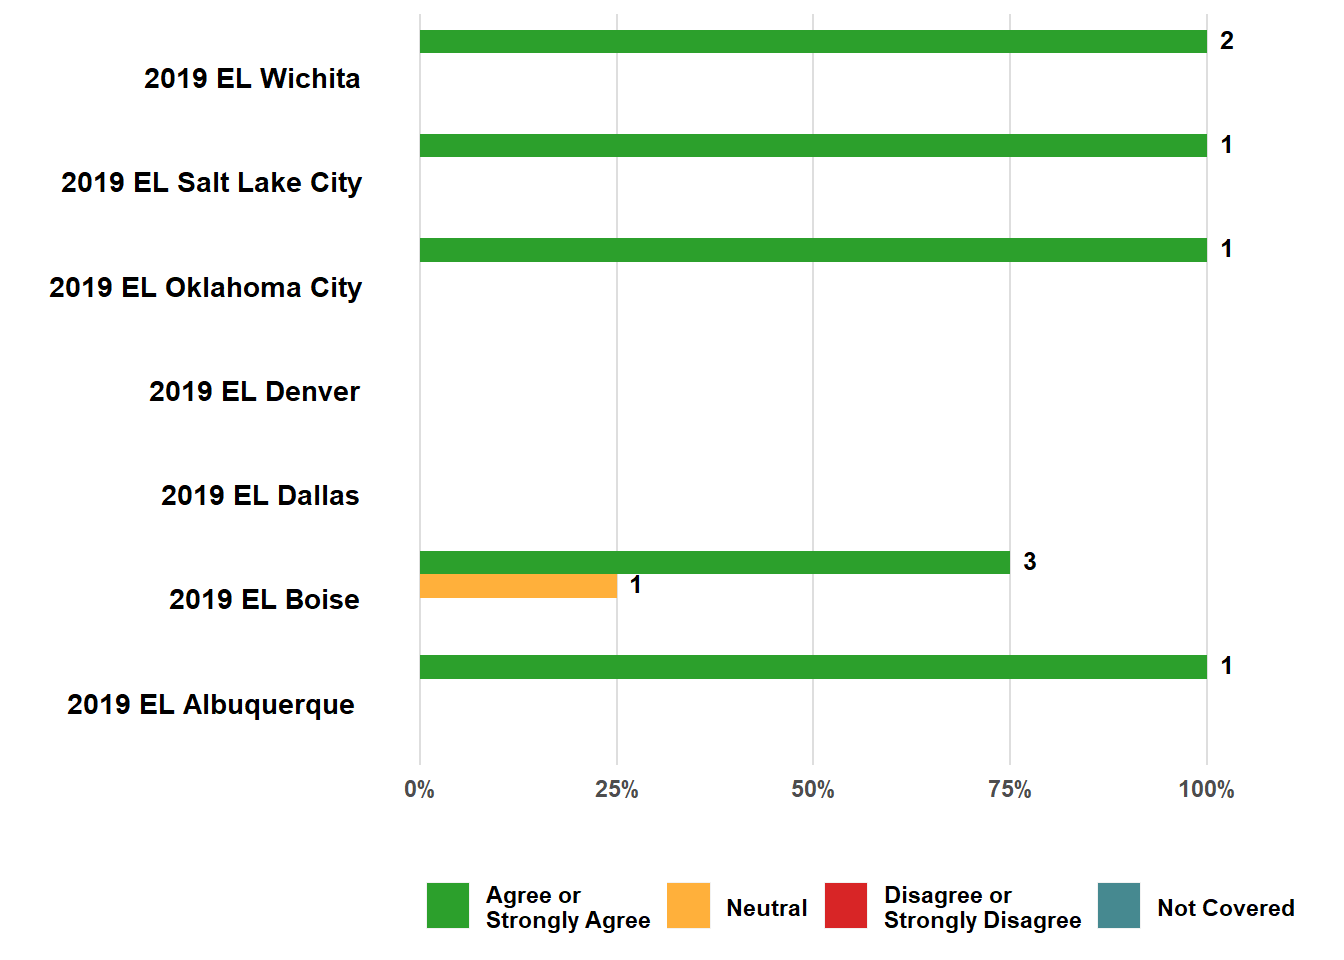 2
2019 EL Wichita
1
2019 EL Salt Lake City
1
2019 EL Oklahoma City
2019 EL Denver
2019 EL Dallas
3
1
2019 EL Boise
1
2019 EL Albuquerque
0% 25% 50% 75% 100%
Agree or
Strongly Agree
Neutral
Disagree or
Strongly Disagree
Not Covered